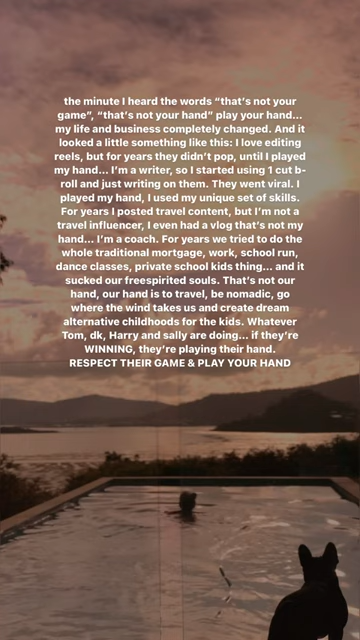 the minute I heard the words "that's not your
game", "that's not your hand" play your hand...
my life and business completely changed. And it
looked a little something like this: I love editing
reels, but for years they didn't pop, until I played
my hand... I'm a writer, so I started using 1 cut b-
roll and just writing on them. They went viral. I
played my hand, I used my unique set of skills.
For years I posted travel content, but I'm not a
travel influencer, I even had a vlog that's not my
hand... I'm a coach. For years we tried to do the
whole traditional mortgage, work, school run,
dance classes, private school kids thing... and it
sucked our freespirited souls. That's not our
hand, our hand is to travel, be nomadic, go
where the wind takes us and create dream
alternative childhoods for the kids. Whatever
Tom, dk, Harry and sally are doing... if they're
WINNING, they're playing their hand.
RESPECT THEIR GAME & PLAY YOUR HAND